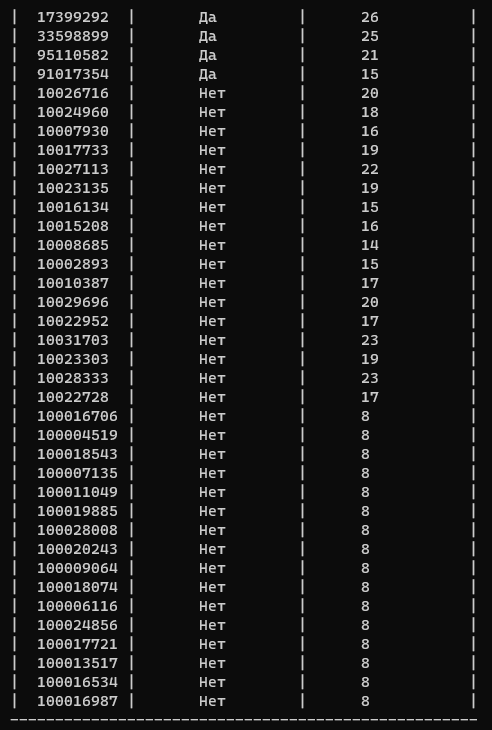 | 17399292 | Да | 26 |
| 33598899 | Да | 25 |
| 95110582 | Да | 21 |
| 91017354 | Да | 15 |
| 10026716 | Нет | 20 |
| 10024960 | Нет | 18 |
| 10007930 | Нет | 16 |
| 10017733 | Нет | 19 |
| 10027113 | Нет | 22 |
| 10023135 | Нет | 19 |
| 10016134 | Нет | 15 |
| 10015208 | Нет | 16 |
| 10008685 | Нет | 14 |
| 10002893 | Нет | 15 |
| 10010387 | Нет | 17 |
| 10029696 | Нет | 20 |
| 10022952 | Нет | 17 |
| 10031703 | Нет | 23 |
| 10023303 | Нет | 19 |
| 10028333 | Нет | 23 |
| 10022728 | Нет | 17 |
| 100016706 | Нет | 8 |
| 100004519 | Нет | 8 |
| 100018543 | Нет | 8 |
| 100007135 | Нет | 8 |
| 100011049 | Нет | 8 |
| 100019885 | Нет | 8 |
| 100028008 | Нет | 8 |
| 100020243 | Нет | 8 |
| 100009064 | Нет | 8 |
| 100018074 | Нет | 8 |
| 100006116 | Нет | 8 |
| 100024856 | Нет | 8 |
| 100017721 | Нет | 8 |
| 100013517 | Нет | 8 |
| 100016534 | Нет | 8 |
| 100016987 | Нет | 8 |
----------------------------------------------------